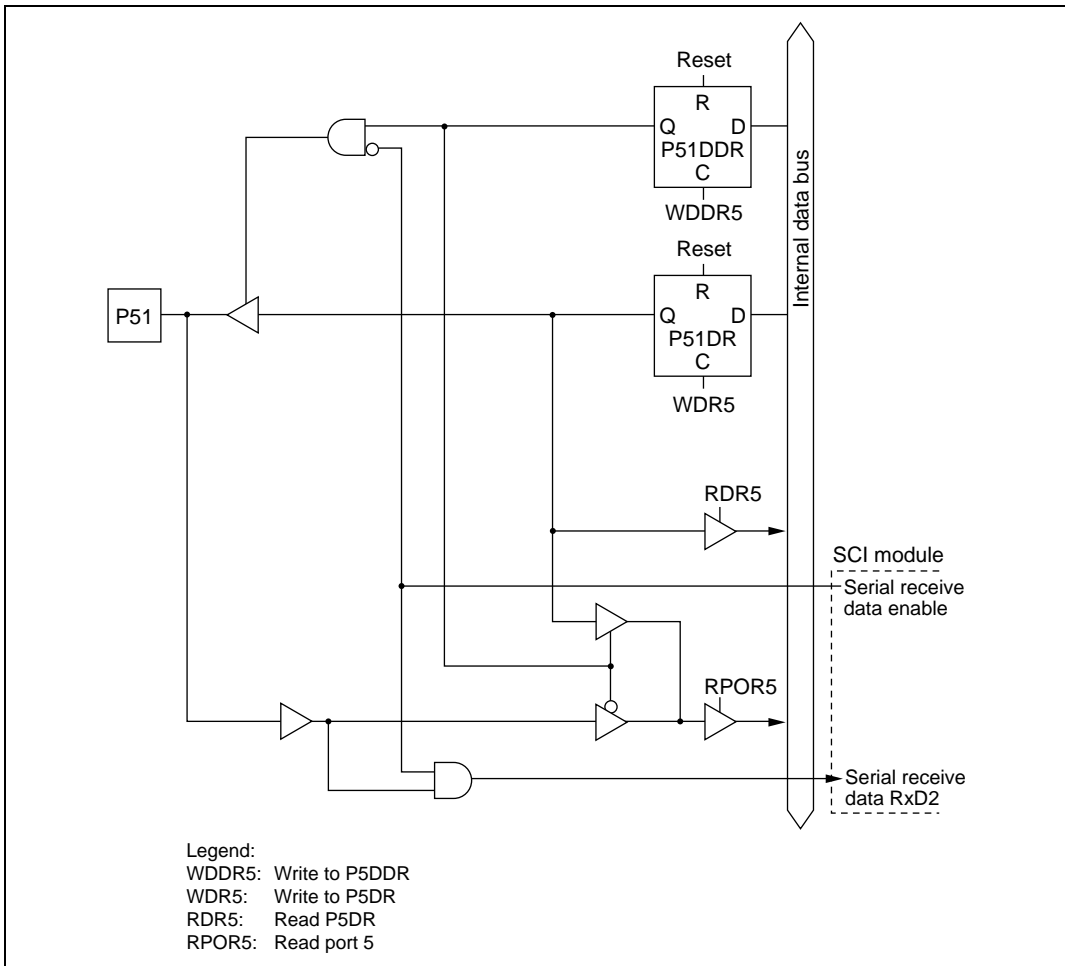 Reset
R
Q D
P51DDR
C
WDDR5
Internal data bus
Reset
R
P51
Q D
P51DR
C
WDR5
RDR5
SCI module
Serial receive
data enable
RPOR5
Serial receive
data RxD2
Legend:
WDDR5: Write to P5DDR
WDR5: Write to P5DR
RDR5: Read P5DR
RPOR5: Read port 5